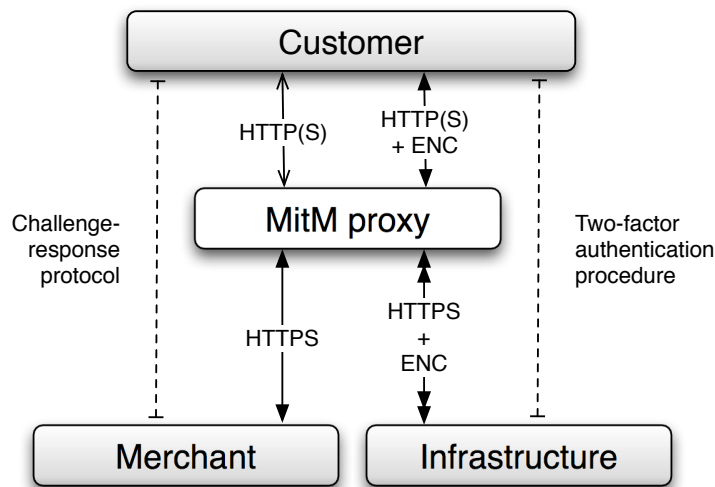 Customer
HTTP(S)
HTTP(S)
+ ENC
MitM proxy
Challenge-
response
protocol
Two-factor
authentication
procedure
HTTPS
HTTPS
+
ENC
Merchant
Infrastructure